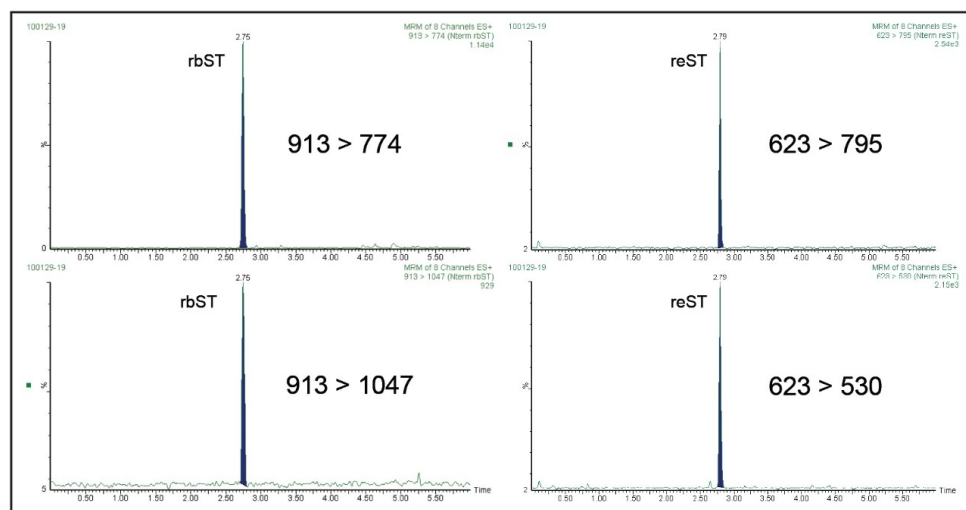 100129-19
MRM of 8 Channels ES+
2.75
913 > 774 (Nterm rbST)
1.14e4
rbST
913 > 774
%
0
0.50 1.00 1.50 2.00 2.50 3.00 3.50 4.00 4.50 5.00 5.50
100129-19
MRM of 8 Channels ES+
2.79
623 > 795 (Nterm reST)
2.54e3
reST
623 > 795
%
2
0.50 1.00 1.50 2.00 2.50 3.00 3.50 4.00 4.50 5.00 5.50
100129-19
MRM of 8 Channels ES+
2.75
913 > 1047 (Nterm rbST)
929
rbST
913 > 1047
%
5
0.50 1.00 1.50 2.00 2.50 3.00 3.50 4.00 4.50 5.00 5.50
Time
100129-19
MRM of 8 Channels ES+
2.79
623 > 530 (Nterm reST)
2.15e3
reST
623 > 530
%
2
0.50 1.00 1.50 2.00 2.50 3.00 3.50 4.00 4.50 5.00 5.50
Time